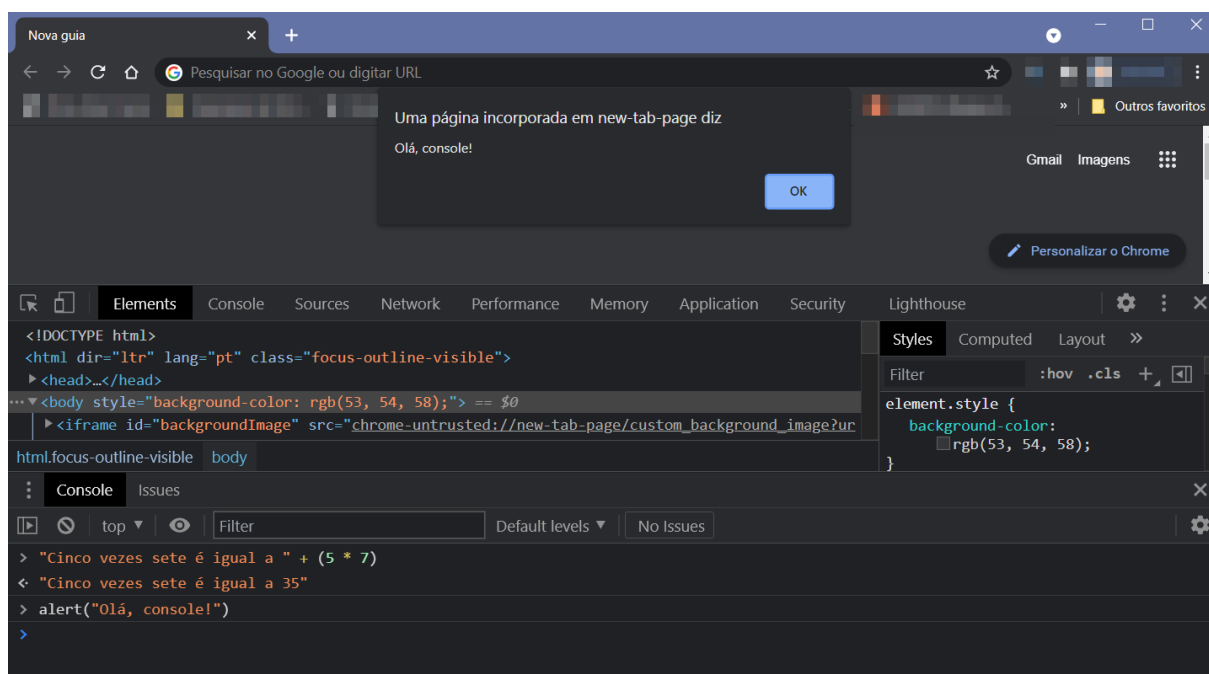 Nova guia
Pesquisar no Google ou digitar URL
Outros favoritos
Uma página incorporada em new-tab-page diz
Olá, console!
OK
Gmail Imagens
Personalizar o Chrome
Elements Console Sources Network Performance Memory Application Security Lighthouse
<!DOCTYPE html>
<html dir="ltr" lang="pt" class="focus-outline-visible">
<head>…</head>
<body style="background-color: rgb(53, 54, 58);"> == $0
<iframe id="backgroundImage" src="chrome-untrusted://new-tab-page/custom_background_image?ur
html.focus-outline-visible body
Styles Computed Layout »
Filter :hov .cls +
element.style {
background-color:
rgb(53, 54, 58);
}
Console Issues
top ▼ Filter Default levels ▼ No Issues
> "Cinco vezes sete é igual a " + (5 * 7)
"Cinco vezes sete é igual a 35"
> alert("Olá, console!")
>